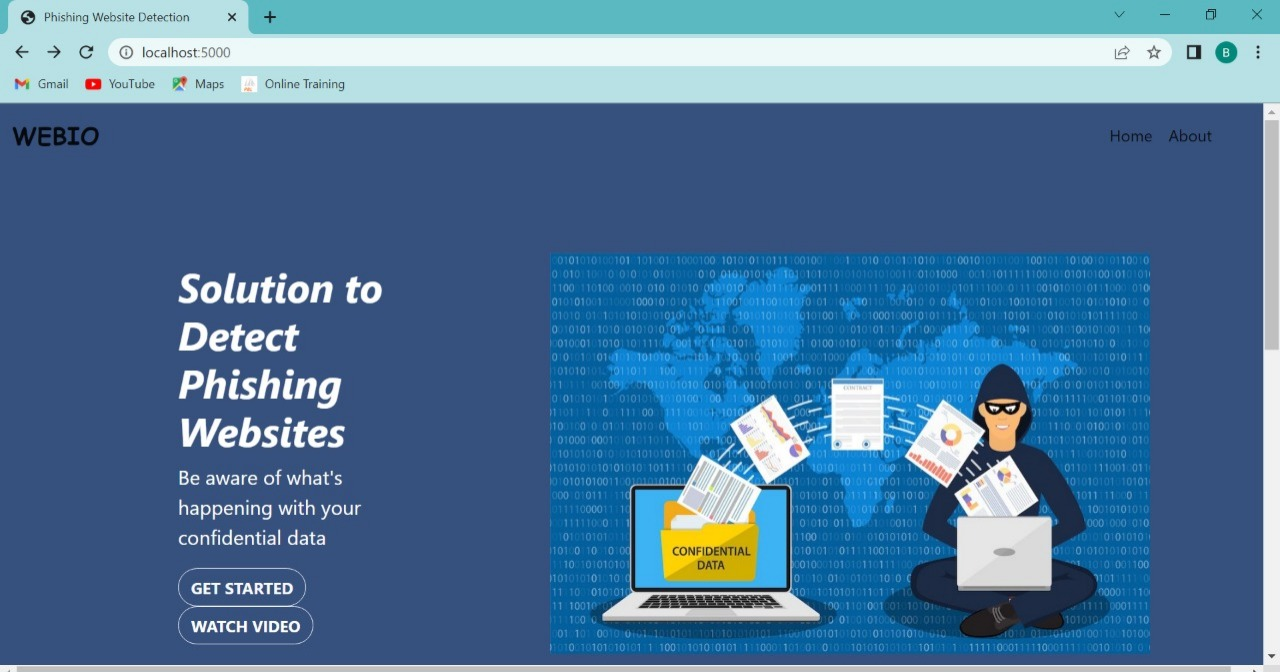 Phishing Website Detection
localhost:5000
B
Gmail
YouTube
Maps
Online Training
WEBIO
Home
About
Solution to
Detect
Phishing
Websites
Be aware of what's
happening with your
confidential data
GET STARTED
WATCH VIDEO
CONTRACT
CONFIDENTIAL
DATA